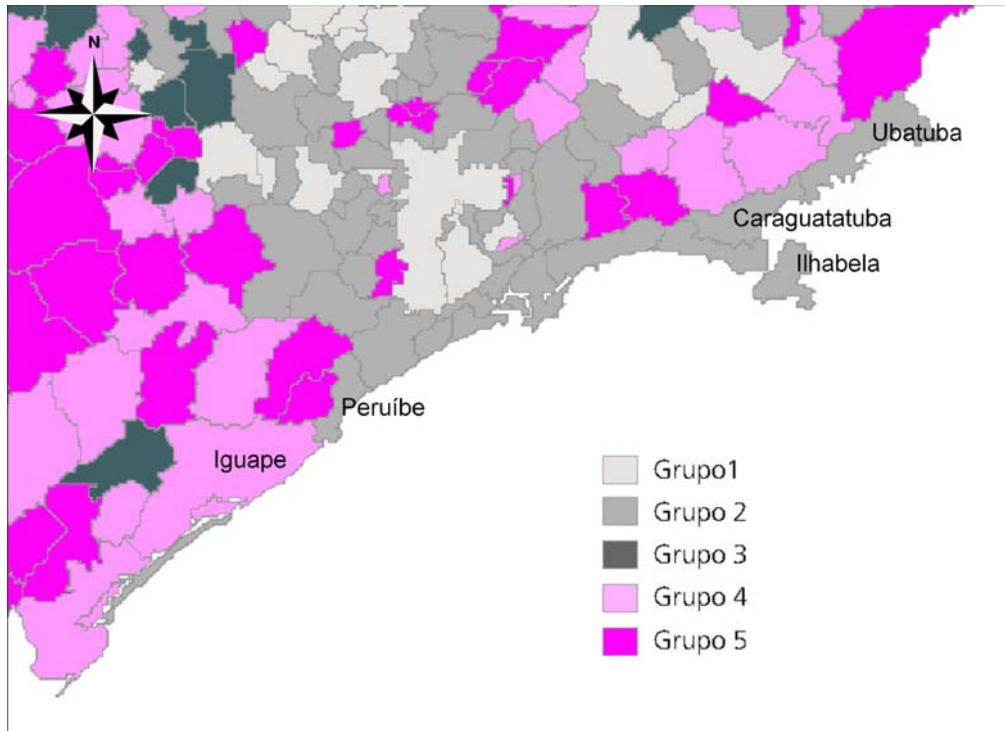 N
Ubatuba
Caraguatatuba
Ilhabela
Peruíbe
Iguape
Grupo1
Grupo 2
Grupo 3
Grupo 4
Grupo 5